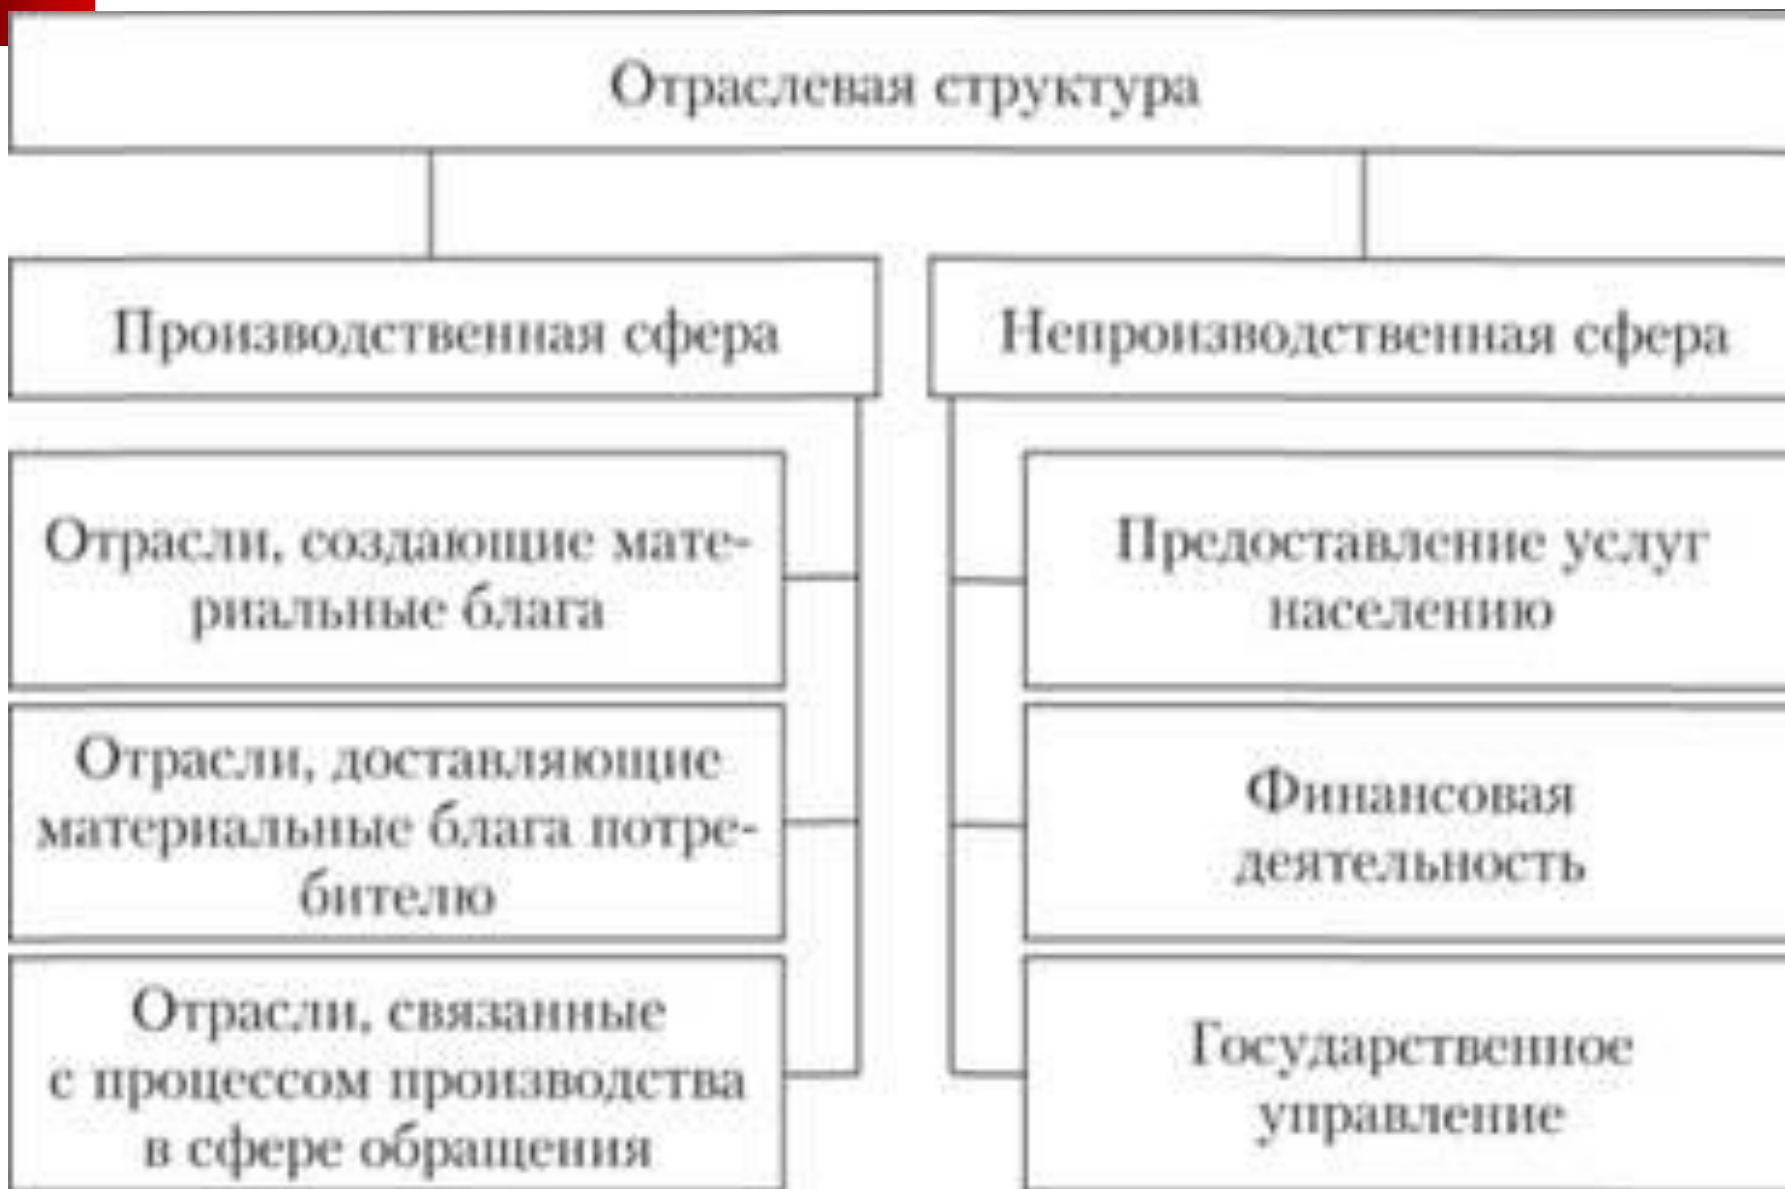 Отраслевая структура
Производственная сфера
Непроизводственная сфера
Отрасли, создающие мате-
риальные блага
Отрасли, доставляющие
материальные блага потре-
бителю
Отрасли, связанные
с процессом производства
в сфере обращения
Предоставление услуг
населению
Финансовая
деятельность
Государственное
управление